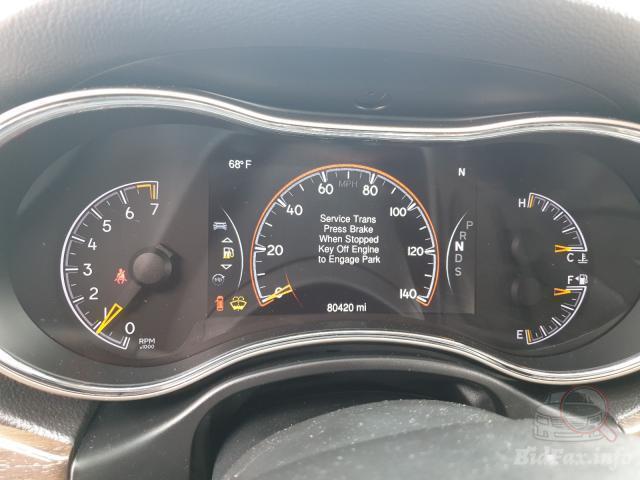 68°F
N
Service Trans
Press Brake
When Stopped
Key Off Engine
to Engage Park
0 20 40 60 80 100 120 140
MPH
80420 mi
0 1 2 3 4 5 6 7
RPM
x1000
P
R
N
D
S
H
C
F
E
BidFax.info